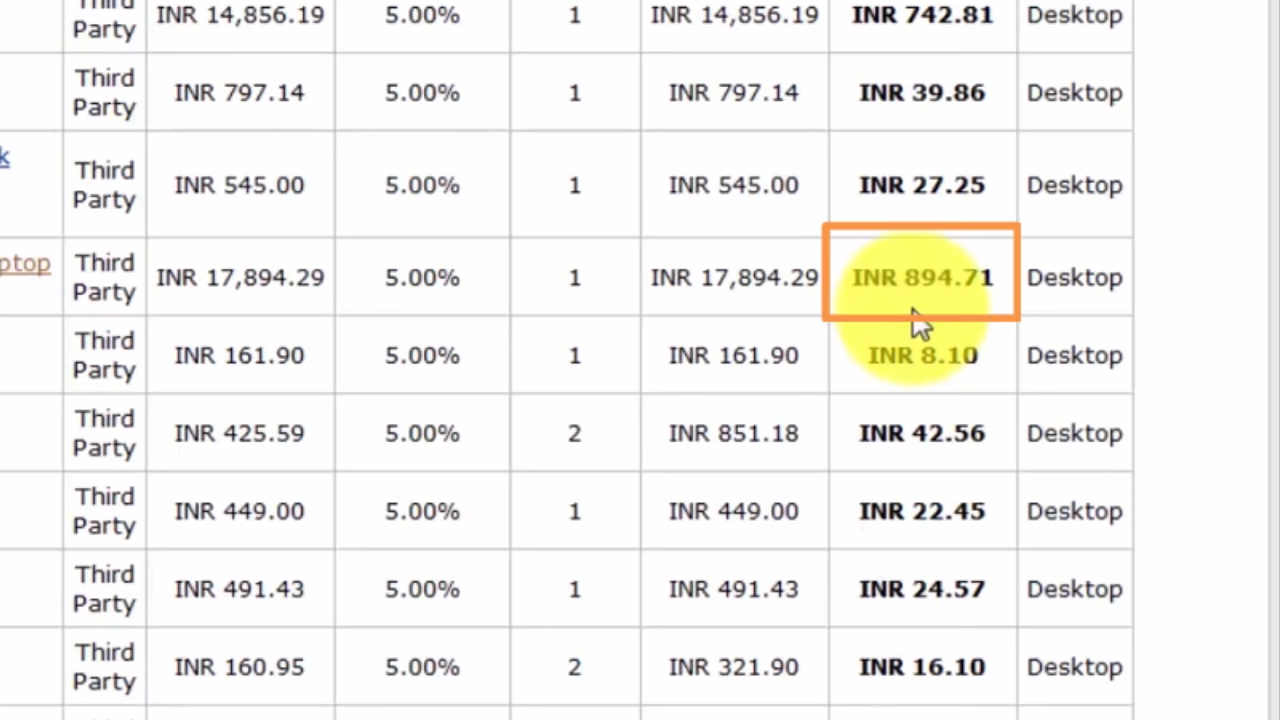 Third
Party
INR 14,856.19 5.00% 1 INR 14,856.19 INR 742.81 Desktop
Third
Party
INR 797.14 5.00% 1 INR 797.14 INR 39.86 Desktop
k
Third
Party
INR 545.00 5.00% 1 INR 545.00 INR 27.25 Desktop
ptop
Third
Party
INR 17,894.29 5.00% 1 INR 17,894.29 INR 894.71 Desktop
Third
Party
INR 161.90 5.00% 1 INR 161.90 INR 8.10 Desktop
Third
Party
INR 425.59 5.00% 2 INR 851.18 INR 42.56 Desktop
Third
Party
INR 449.00 5.00% 1 INR 449.00 INR 22.45 Desktop
Third
Party
INR 491.43 5.00% 1 INR 491.43 INR 24.57 Desktop
Third
Party
INR 160.95 5.00% 2 INR 321.90 INR 16.10 Desktop